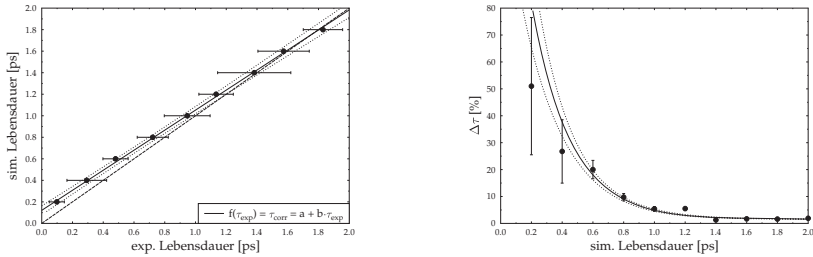 2.0
1.8
1.6
1.4
1.2
1.0
0.8
0.6
0.4
0.2
0.0
sim. Lebensdauer [ps]
f(τexp) = τcorr = a + b·τexp
0.0 0.2 0.4 0.6 0.8 1.0 1.2 1.4 1.6 1.8 2.0
exp. Lebensdauer [ps]
80
70
60
50
40
30
20
10
0
Δτ [%]
0.0 0.2 0.4 0.6 0.8 1.0 1.2 1.4 1.6 1.8 2.0
sim. Lebensdauer [ps]